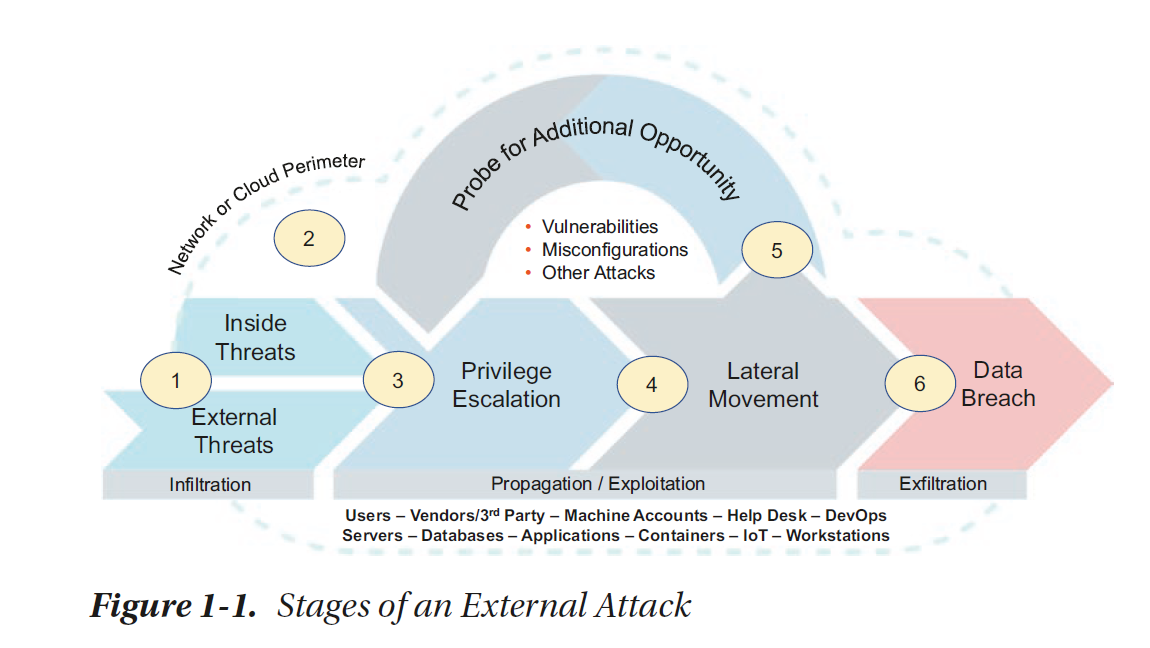 Probe for Additional Opportunity
Network or Cloud Perimeter
2
• Vulnerabilities
• Misconfigurations
• Other Attacks
5
Inside
Threats
1
External
Threats
3
Privilege
Escalation
4
Lateral
Movement
6
Data
Breach
Infiltration
Propagation / Exploitation
Exfiltration
Users – Vendors/3rd Party – Machine Accounts – Help Desk – DevOps
Servers – Databases – Applications – Containers – IoT – Workstations
Figure 1-1. Stages of an External Attack